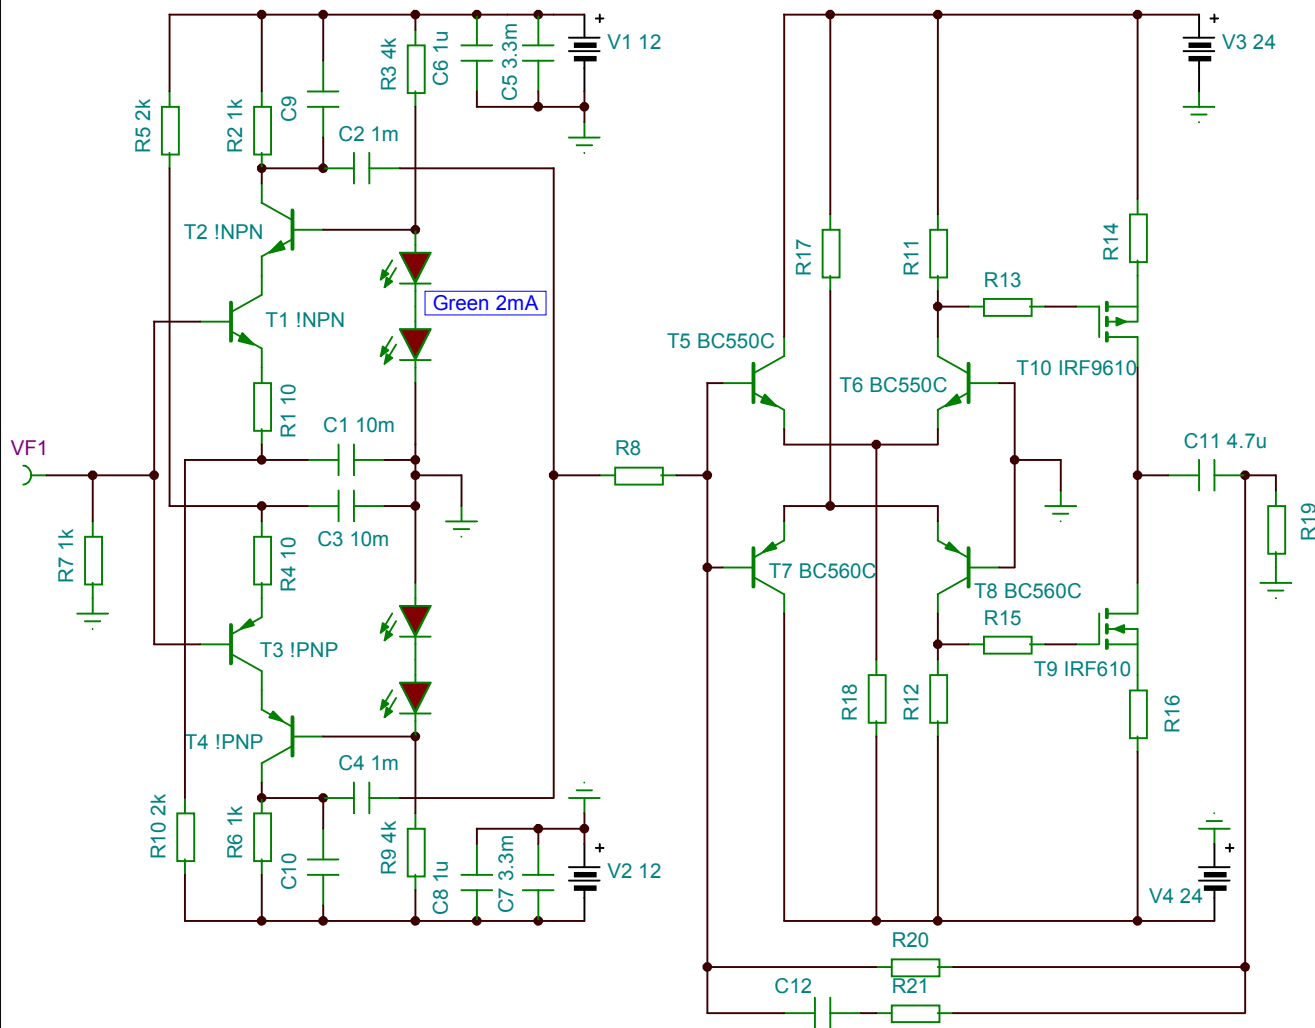 R5 2k
R2 1k
C9
C2 1m
R3 4k
C6 1u
C5 3.3m
+
V1 12
+
V3 24
T2 !NPN
T1 !NPN
Green 2mA
R1 10
C1 10m
VF1
C3 10m
R7 1k
R4 10
T3 !PNP
T4 !PNP
C4 1m
R10 2k
R6 1k
C10
R9 4k
C8 1u
C7 3.3m
+
V2 12
R17
R11
R13
R14
T5 BC550C
T6 BC550C
T10 IRF9610
R8
C11 4.7u
R19
T7 BC560C
T8 BC560C
R15
T9 IRF610
R18
R12
R16
+
V4 24
R20
C12
R21